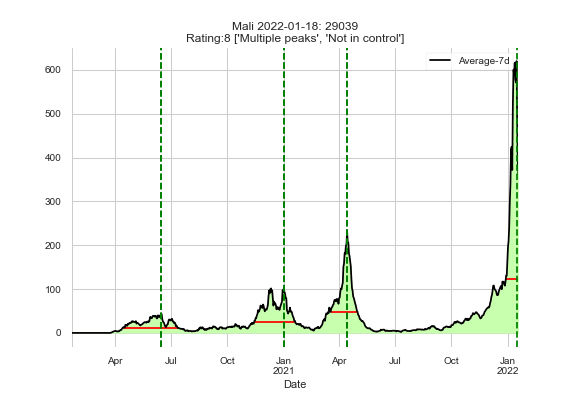 Mali 2022-01-18: 29039
Rating:8 ['Multiple peaks', 'Not in control']
Average-7d
600
500
400
300
200
100
0
Apr
Jul
Oct
Jan
2021
Apr
Jul
Oct
Jan
2022
Date